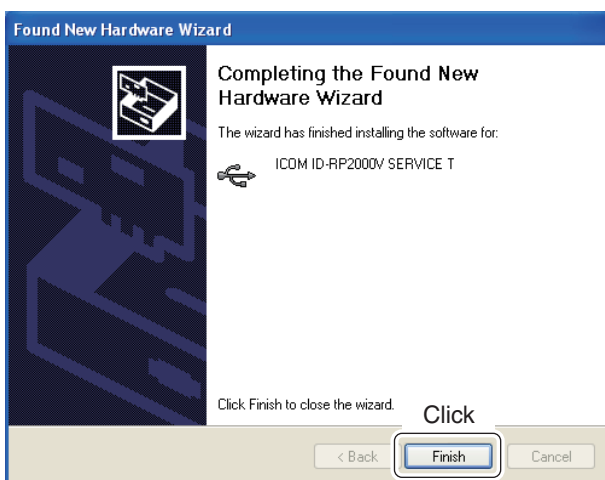 Found New Hardware Wizard
Completing the Found New
Hardware Wizard
The wizard has finished installing the software for:
ICOM ID-RP2000V SERVICE T
Click Finish to close the wizard.
Click
< Back
Finish
Cancel